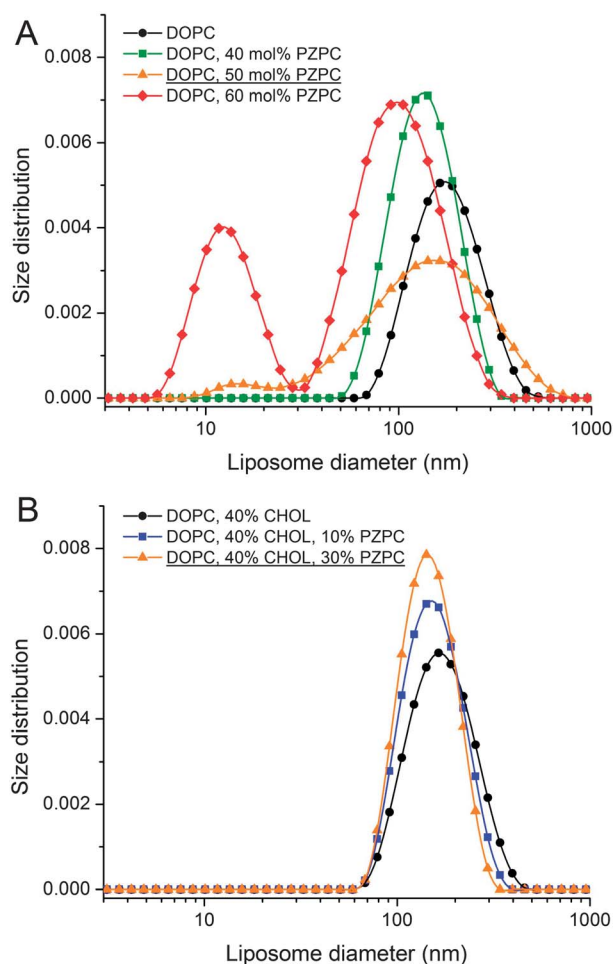 A
DOPC
DOPC, 40 mol% PZPC
DOPC, 50 mol% PZPC
DOPC, 60 mol% PZPC
0.008
0.006
0.004
0.002
0.000
Size distribution
10 100 1000
Liposome diameter (nm)
B
DOPC, 40% CHOL
DOPC, 40% CHOL, 10% PZPC
DOPC, 40% CHOL, 30% PZPC
0.008
0.006
0.004
0.002
0.000
Size distribution
10 100 1000
Liposome diameter (nm)